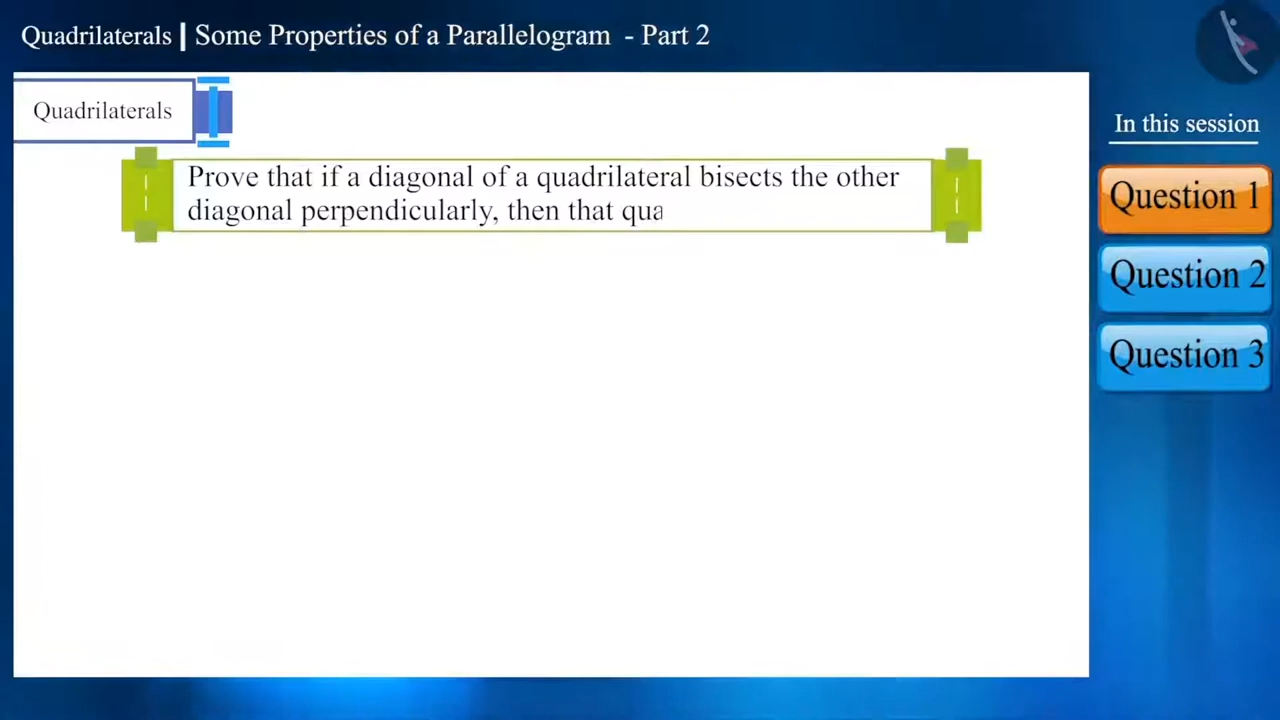 Quadrilaterals | Some Properties of a Parallelogram - Part 2
Quadrilaterals
Prove that if a diagonal of a quadrilateral bisects the other
diagonal perpendicularly, then that qua
In this session
Question 1
Question 2
Question 3